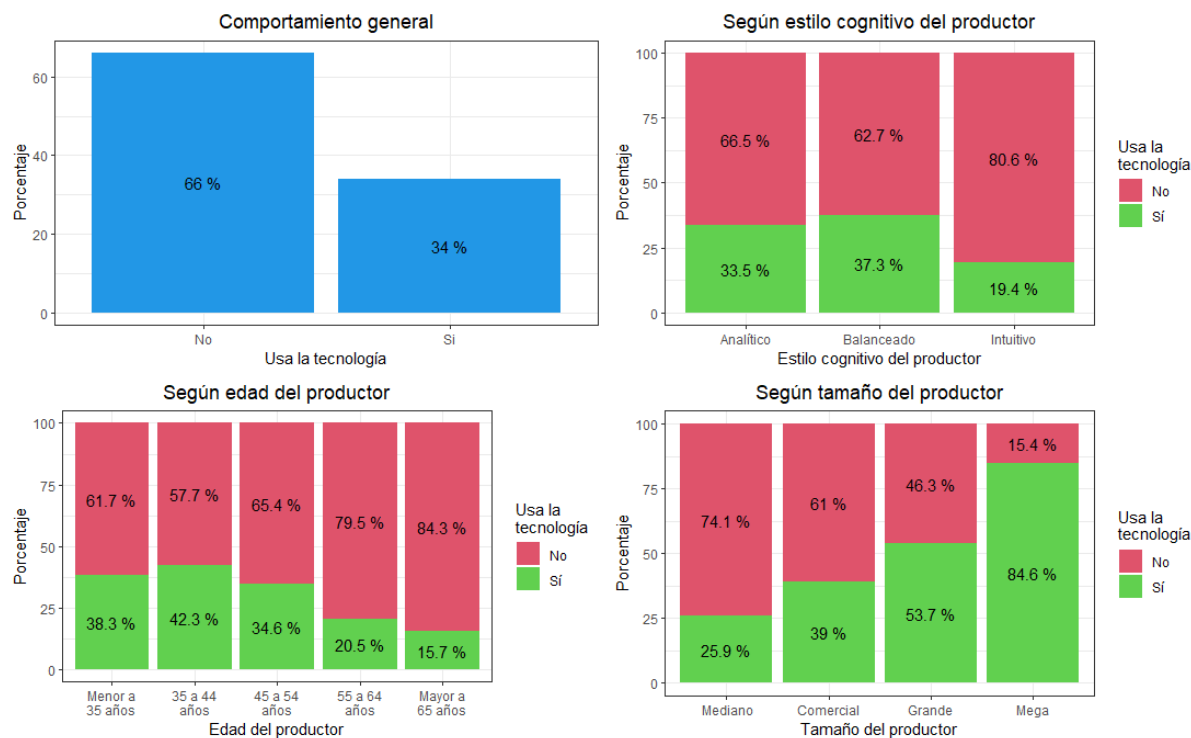 Comportamiento general
Porcentaje
60
40
20
0
66 %
34 %
No
Si
Usa la tecnología
Según estilo cognitivo del productor
Porcentaje
100
75
50
25
0
66.5 %
62.7 %
80.6 %
33.5 %
37.3 %
19.4 %
Analítico
Balanceado
Intuitivo
Estilo cognitivo del productor
Usa la
tecnología
No
Sí
Según edad del productor
Porcentaje
100
75
50
25
0
61.7 %
57.7 %
65.4 %
79.5 %
84.3 %
38.3 %
42.3 %
34.6 %
20.5 %
15.7 %
Menor a
35 años
35 a 44
años
45 a 54
años
55 a 64
años
Mayor a
65 años
Edad del productor
Usa la
tecnología
No
Sí
Según tamaño del productor
Porcentaje
100
75
50
25
0
74.1 %
61 %
46.3 %
15.4 %
25.9 %
39 %
53.7 %
84.6 %
Mediano
Comercial
Grande
Mega
Tamaño del productor
Usa la
tecnología
No
Sí